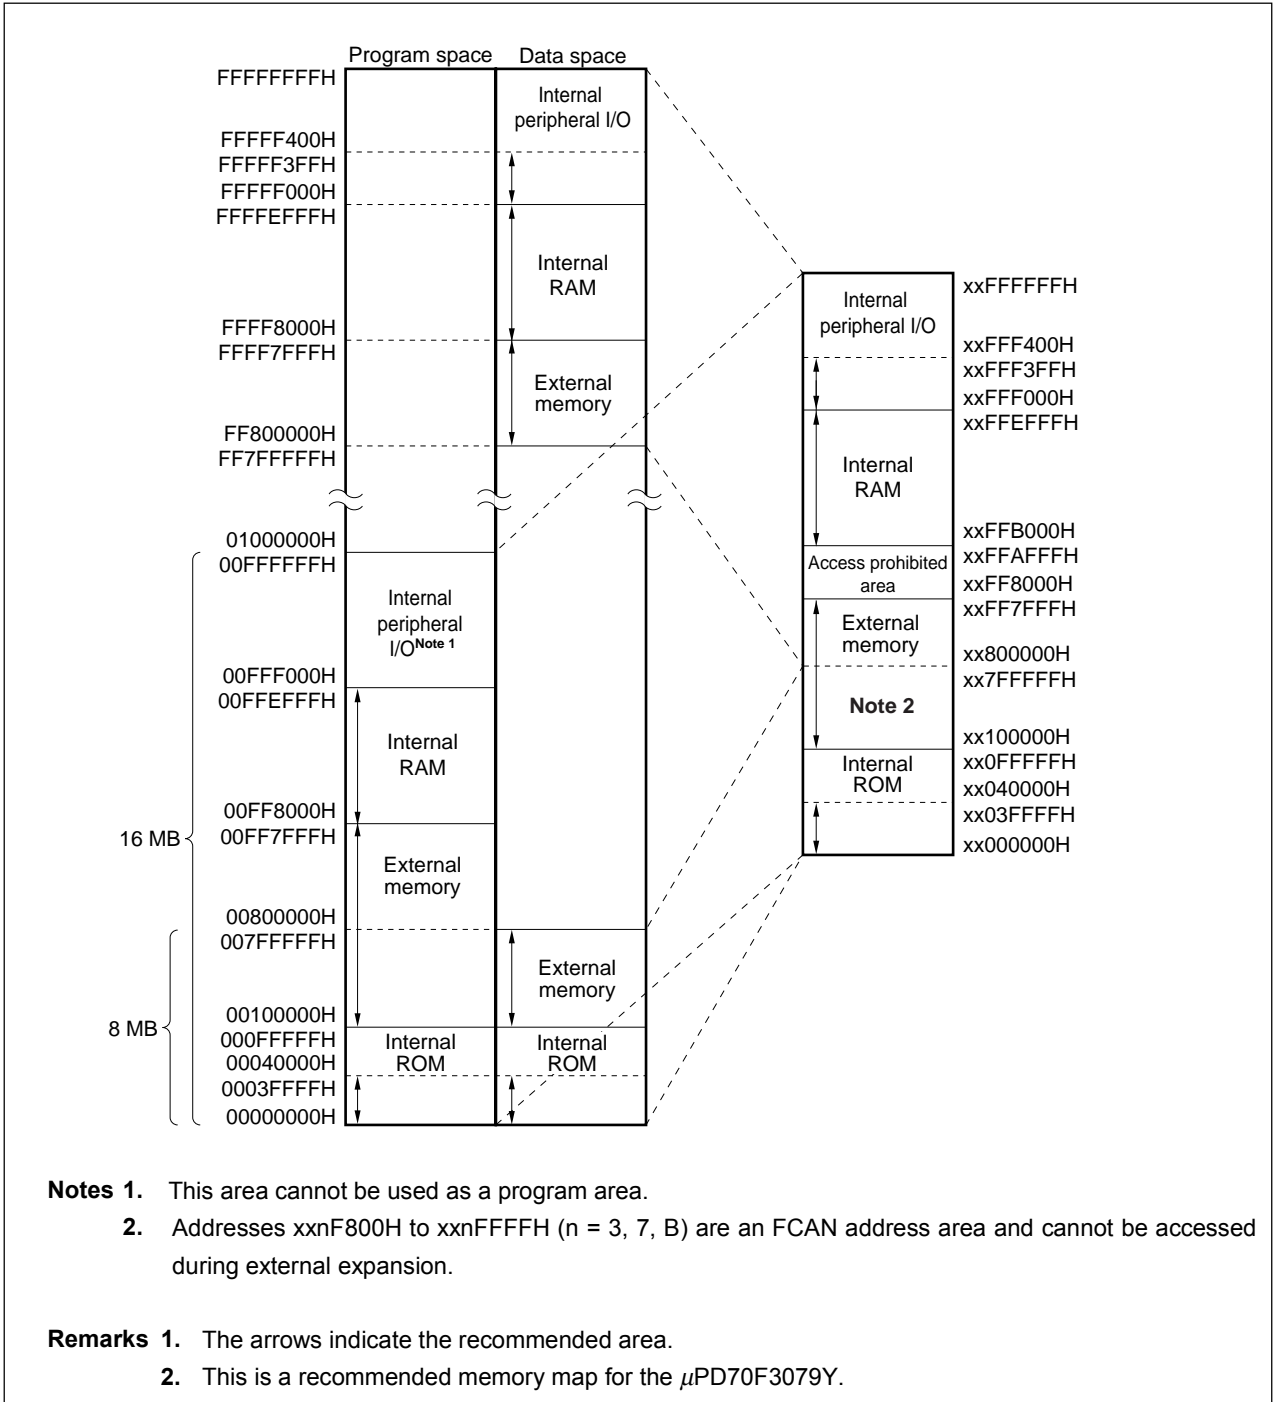 Program space
Data space
FFFFFFFFH
Internal
peripheral I/O
FFFFF400H
FFFFF3FFH
FFFFF000H
FFFFEFFFH
Internal
RAM
FFFF8000H
FFFF7FFFH
External
memory
FF800000H
FF7FFFFFH
01000000H
00FFFFFFH
Internal
peripheral
I/O Note 1
00FFF000H
00FFEFFFH
Internal
RAM
00FF8000H
00FF7FFFH
16 MB
External
memory
00800000H
007FFFFFH
External
memory
00100000H
8 MB
000FFFFFH
00040000H
Internal
ROM
Internal
ROM
0003FFFFH
00000000H
Internal
peripheral I/O
xxFFFFFFH
xxFFF400H
xxFFF3FFH
xxFFF000H
xxFFEFFFH
Internal
RAM
xxFFB000H
xxFFAFFFH
Access prohibited
area
xxFF8000H
xxFF7FFFH
External
memory
xx800000H
xx7FFFFFH
Note 2
xx100000H
xx0FFFFFH
Internal
ROM
xx040000H
xx03FFFFH
xx000000H
Notes 1. This area cannot be used as a program area.
2. Addresses xxnF800H to xxnFFFFH (n = 3, 7, B) are an FCAN address area and cannot be accessed
during external expansion.
Remarks 1. The arrows indicate the recommended area.
2. This is a recommended memory map for the μPD70F3079Y.